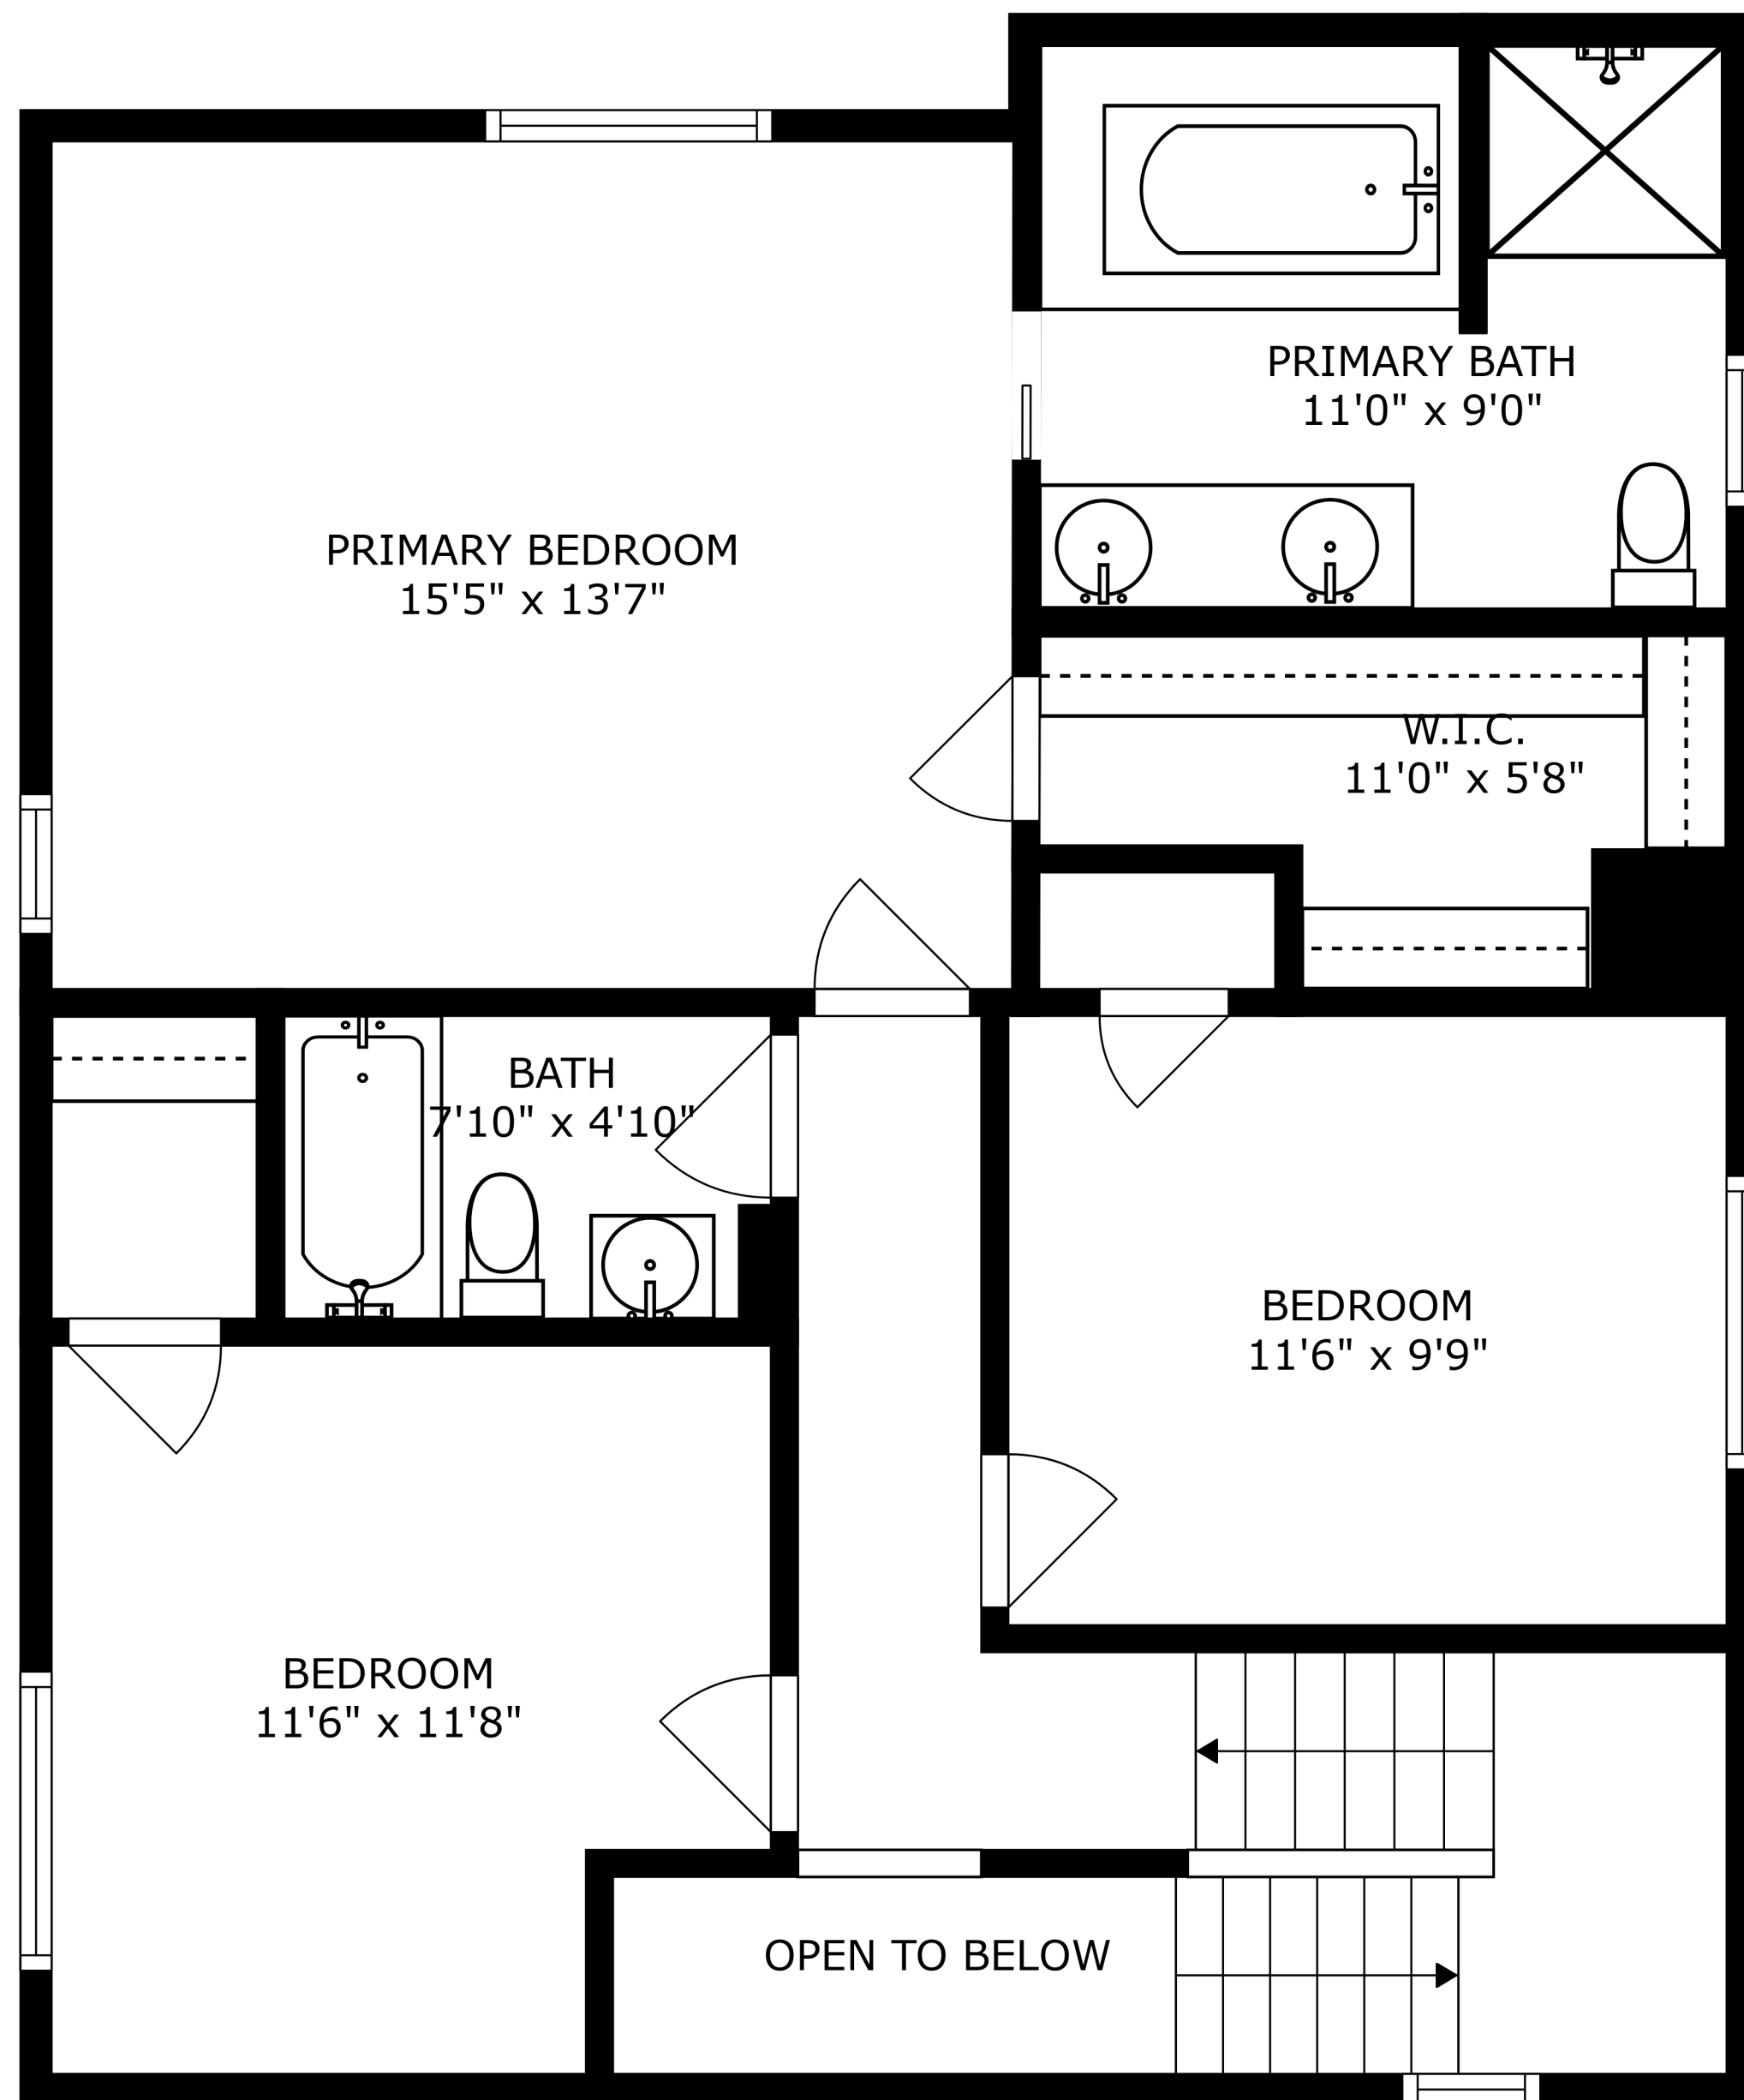 PRIMARY BATH
11'0" x 9'0"
PRIMARY BEDROOM
15'5" x 13'7"
W.I.C.
11'0" x 5'8"
BATH
7'10" x 4'10"
BEDROOM
11'6" x 9'9"
BEDROOM
11'6" x 11'8"
OPEN TO BELOW